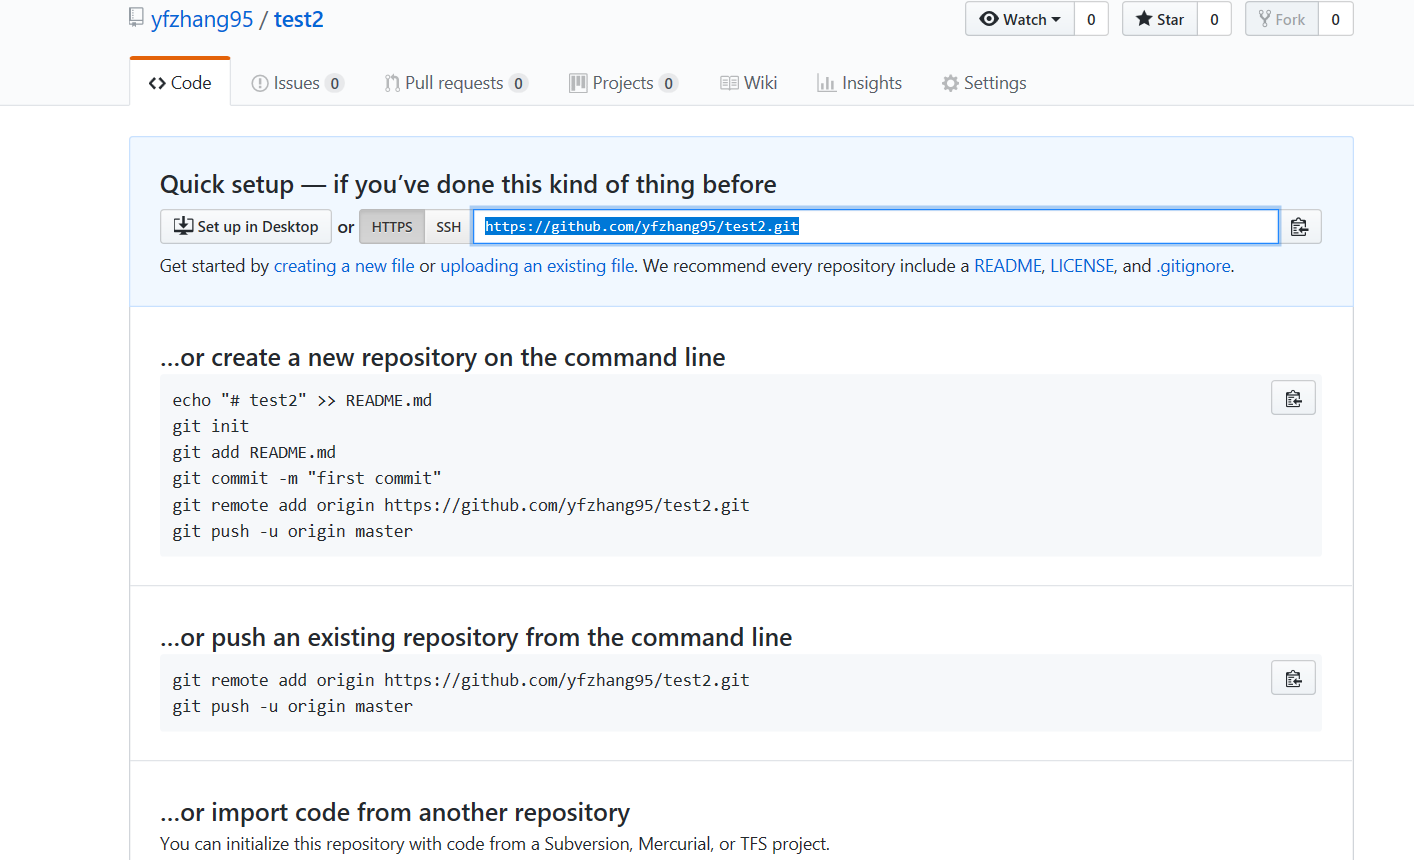 yfzhang95 / test2
Watch 0 Star 0 Fork 0
Code Issues 0 Pull requests 0 Projects 0 Wiki Insights Settings
Quick setup — if you’ve done this kind of thing before
Set up in Desktop or HTTPS SSH https://github.com/yfzhang95/test2.git
Get started by creating a new file or uploading an existing file. We recommend every repository include a README, LICENSE, and .gitignore.
…or create a new repository on the command line
echo "# test2" >> README.md
git init
git add README.md
git commit -m "first commit"
git remote add origin https://github.com/yfzhang95/test2.git
git push -u origin master
…or push an existing repository from the command line
git remote add origin https://github.com/yfzhang95/test2.git
git push -u origin master
…or import code from another repository
You can initialize this repository with code from a Subversion, Mercurial, or TFS project.